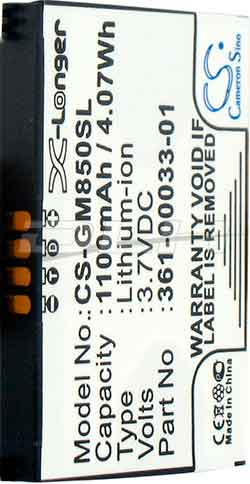 X-Longer
CS
Cameron Sino
Model No.: CS-GM850SL
1100mAh / 4.07Wh
Type : Lithium-ion
Volts : 3.7VDC
Part No.: 361-00033-01
WARRANTY VOID IF
LABEL IS REMOVED